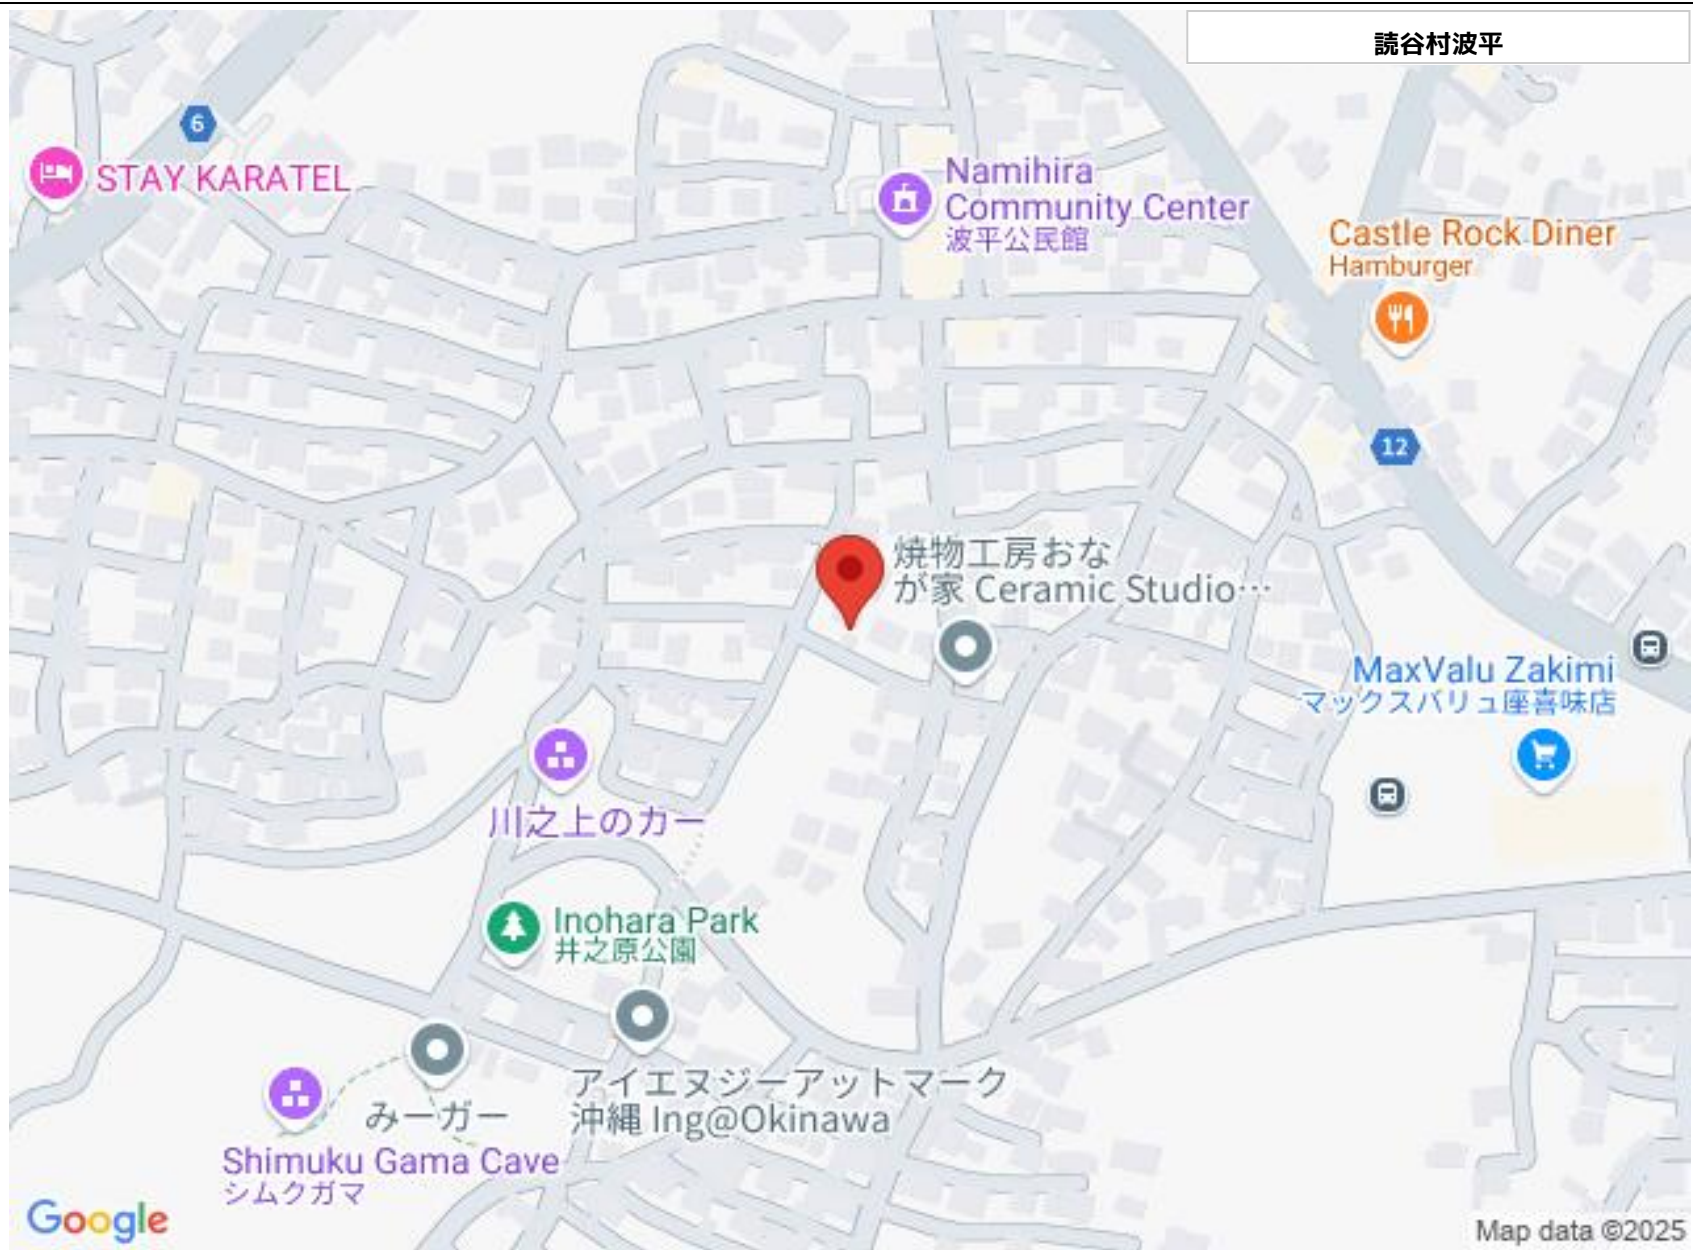 読谷村波平
6
STAY KARATEL
Namihira
Community Center
波平公民館
Castle Rock Diner
Hamburger
12
焼物工房おな
が家 Ceramic Studio…
MaxValu Zakimi
マックスバリュ座喜味店
川之上のカー
Inohara Park
井之原公園
アイエヌジーアットマーク
沖縄 Ing@Okinawa
みーガー
Shimuku Gama Cave
シムクガマ
Google
Map data ©2025